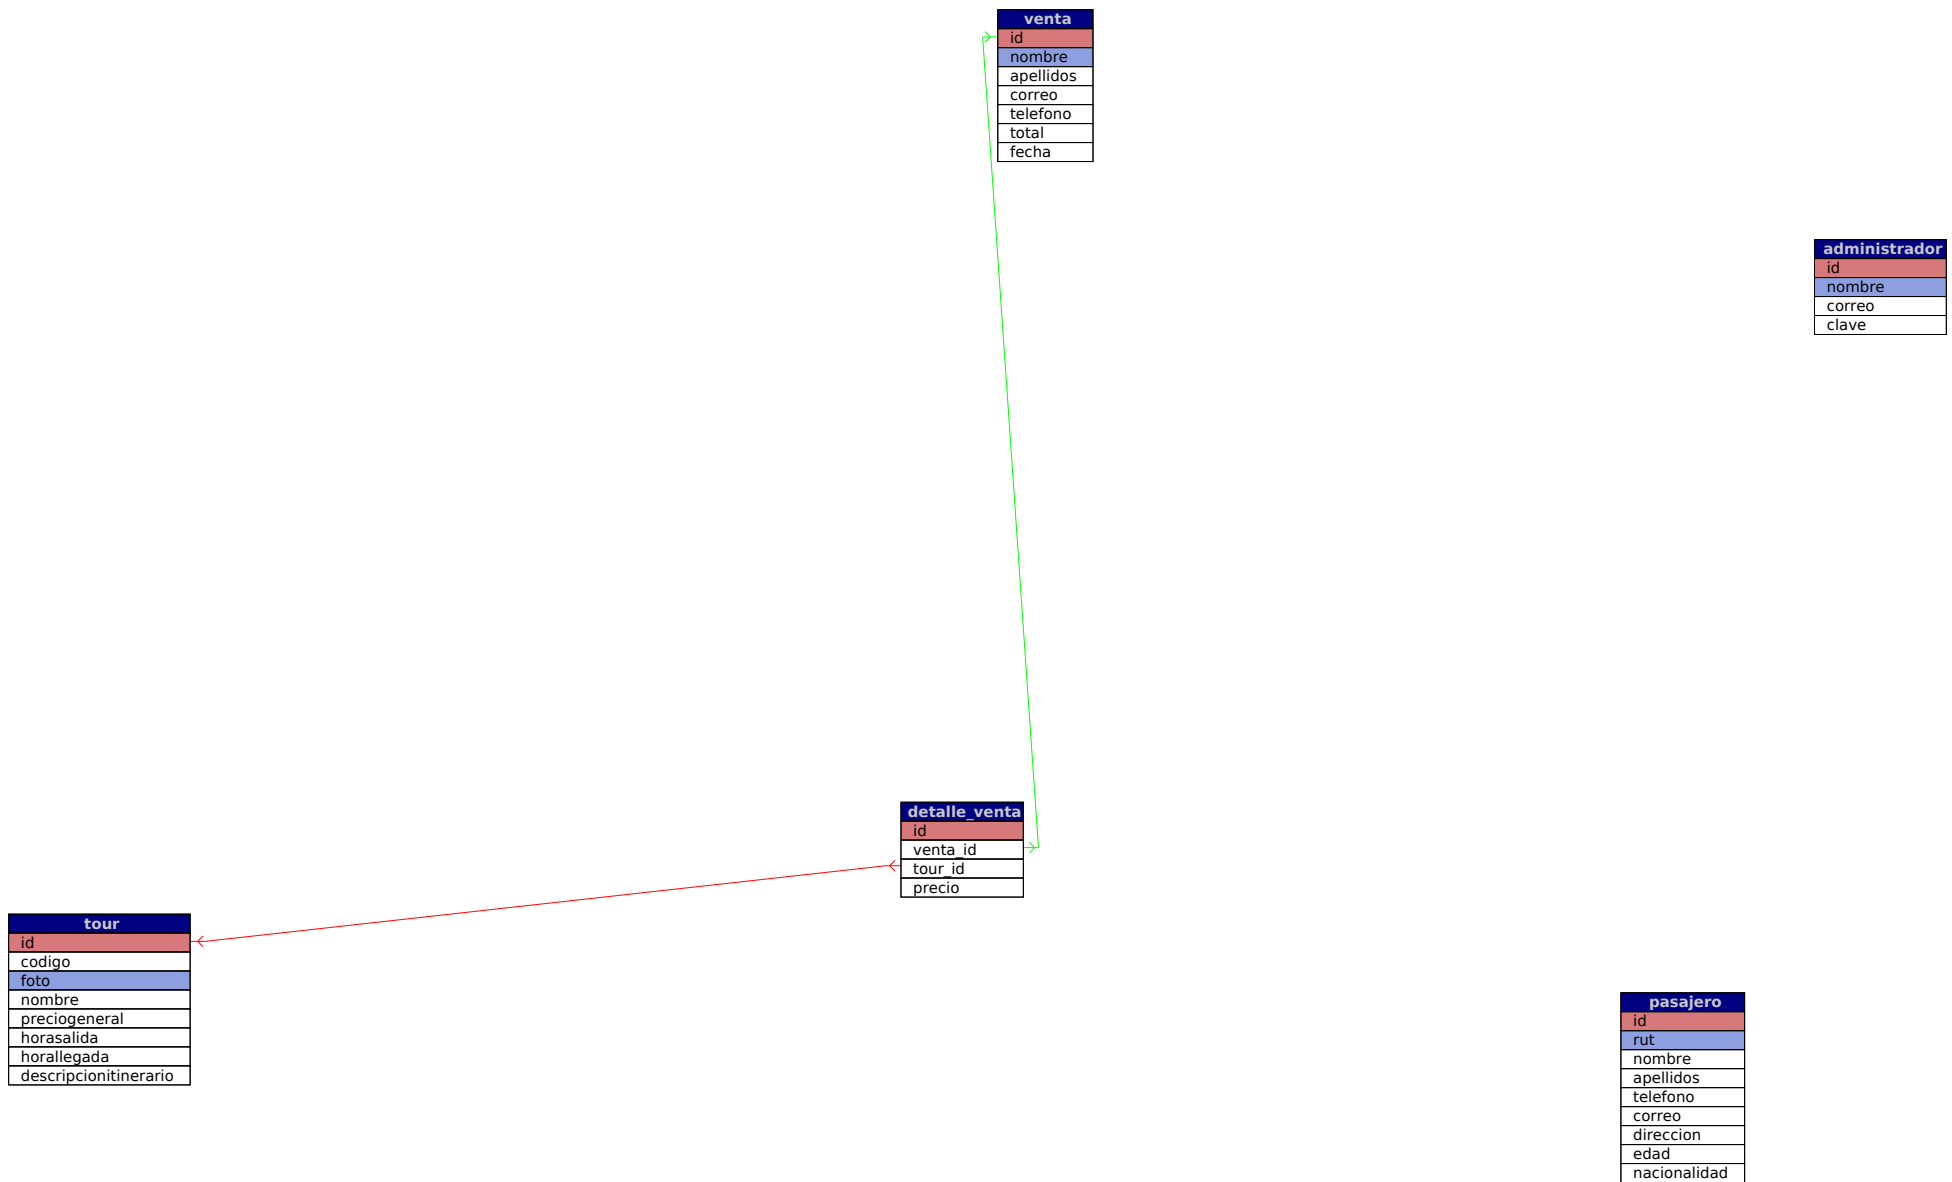 venta
id
nombre
apellidos
correo
telefono
total
fecha
administrador
id
nombre
correo
clave
detalle_venta
id
venta_id
tour_id
precio
tour
id
codigo
foto
nombre
preciogeneral
horasalida
horallegada
descripcionitinerario
pasajero
id
rut
nombre
apellidos
telefono
correo
direccion
edad
nacionalidad